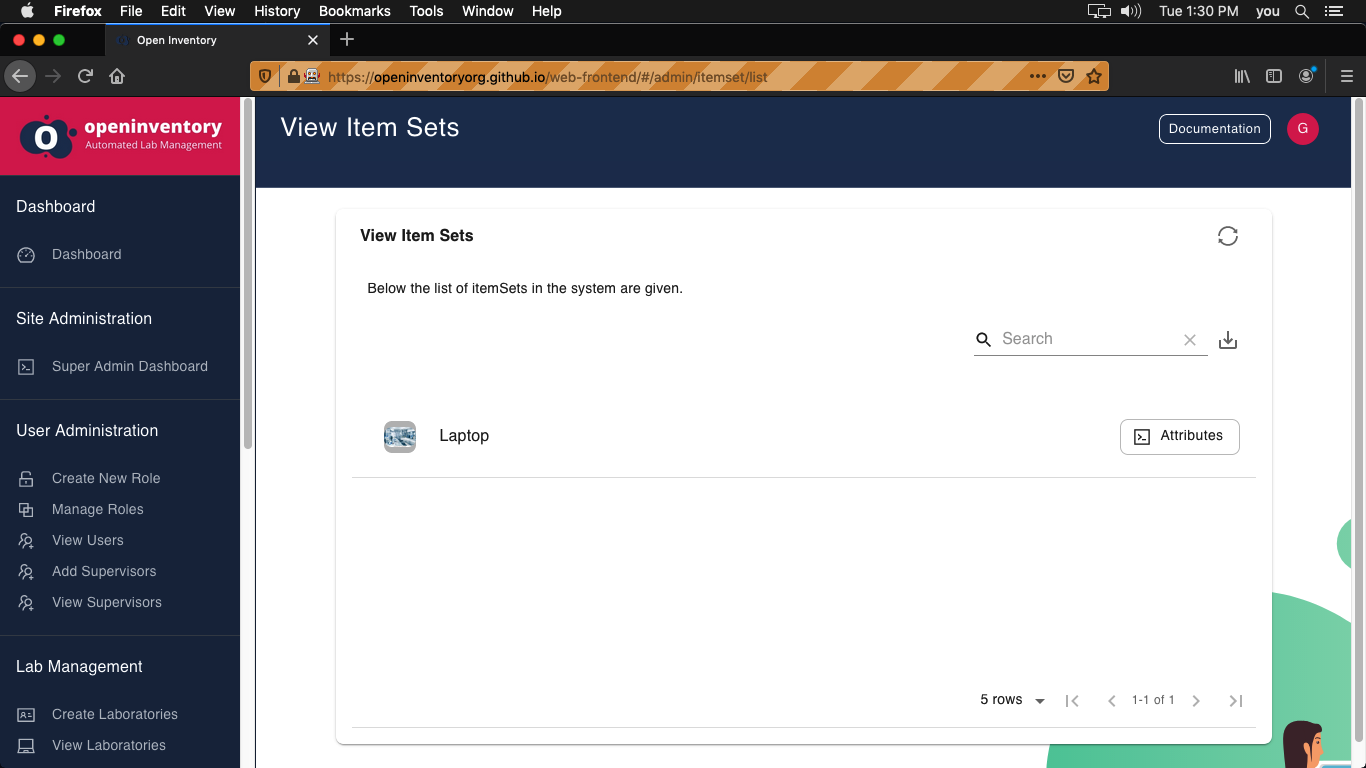 Firefox File Edit View History Bookmarks Tools Window Help Tue 1:30 PM you
Open Inventory
https://openinventoryorg.github.io/web-frontend/#/admin/itemset/list
openinventory
Automated Lab Management
View Item Sets
Documentation
G
Dashboard
Dashboard
Site Administration
Super Admin Dashboard
User Administration
Create New Role
Manage Roles
View Users
Add Supervisors
View Supervisors
Lab Management
Create Laboratories
View Laboratories
View Item Sets
Below the list of itemSets in the system are given.
Search
Laptop
Attributes
5 rows
1-1 of 1